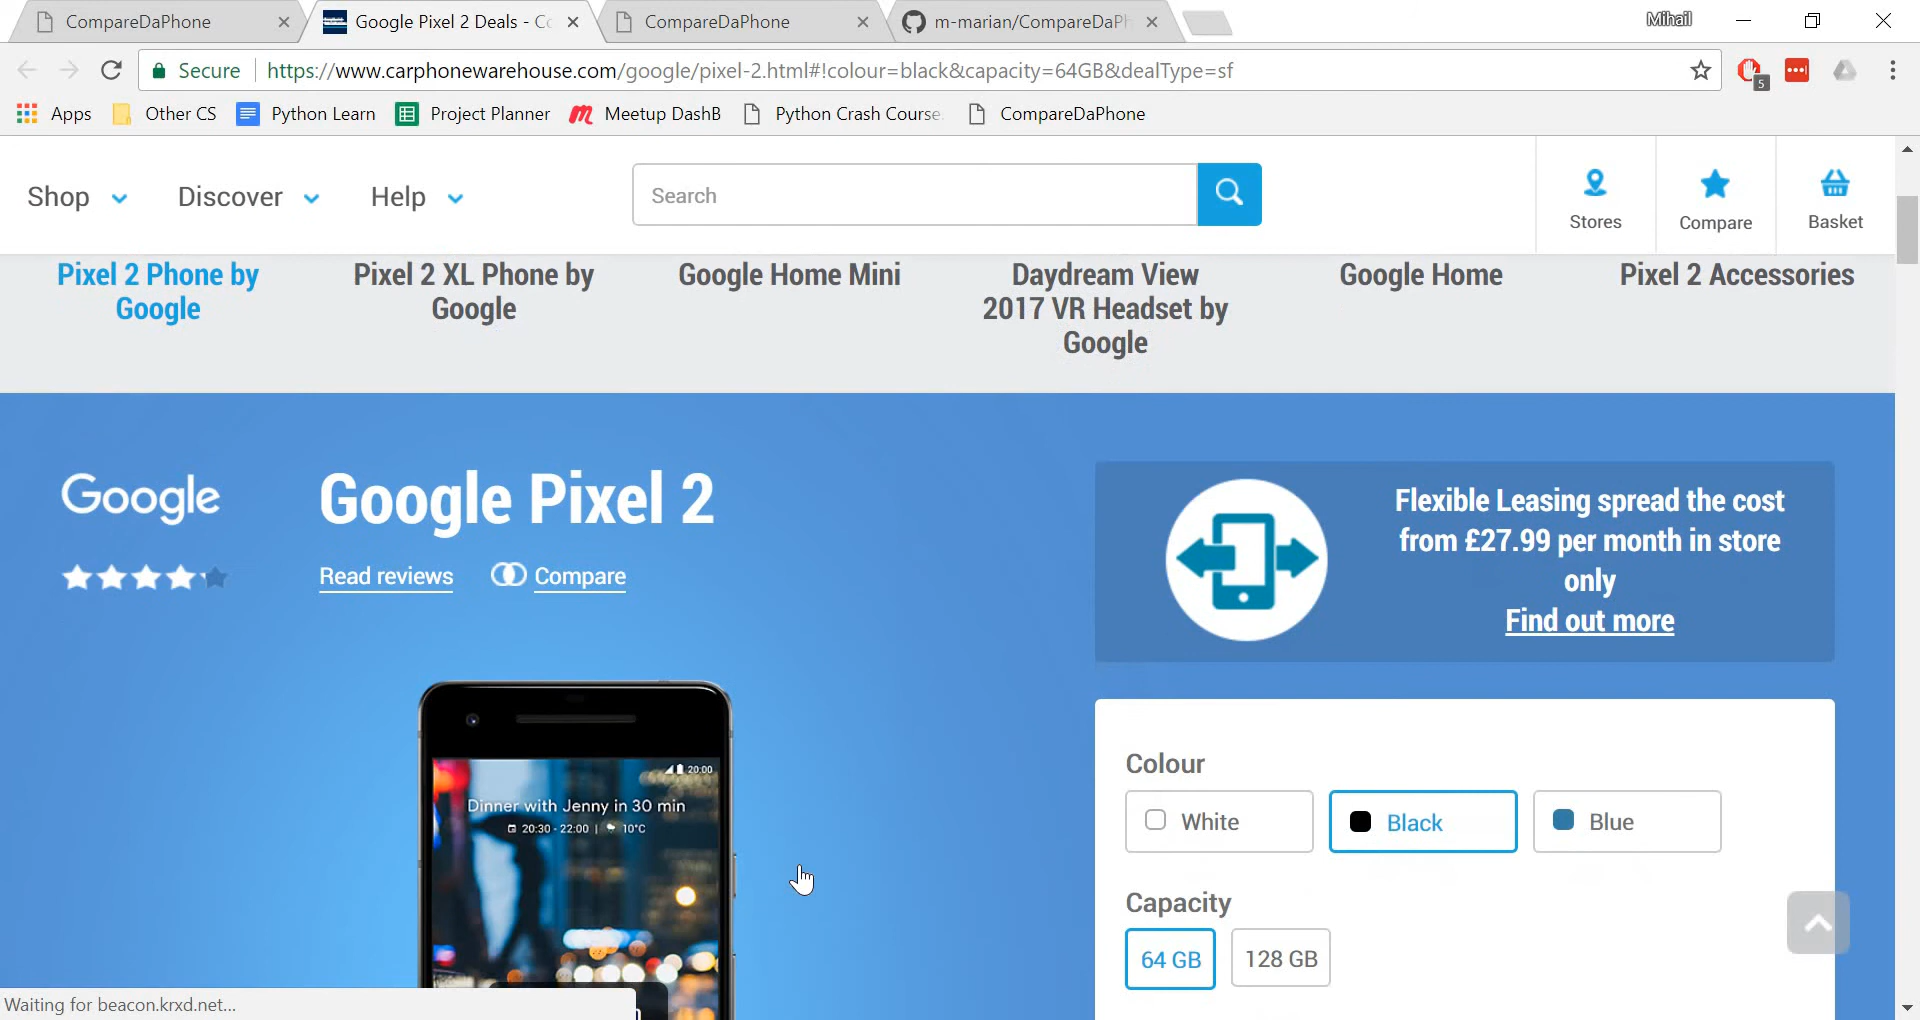 CompareDaPhone
Google Pixel 2 Deals - Co
CompareDaPhone
m-marian/CompareDaPh
Mihail
Secure
https://www.carphonewarehouse.com/google/pixel-2.html#!colour=black&capacity=64GB&dealType=sf
5
Apps
Other CS
Python Learn
Project Planner
Meetup DashB
Python Crash Course
CompareDaPhone
Shop
Discover
Help
Search
Stores
Compare
Basket
Pixel 2 Phone by
Google
Pixel 2 XL Phone by
Google
Google Home Mini
Daydream View
2017 VR Headset by
Google
Google Home
Pixel 2 Accessories
Google
Google Pixel 2
Read reviews
Compare
Flexible Leasing spread the cost
from £27.99 per month in store
only
Find out more
20:00
Dinner with Jenny in 30 min
20:30 - 22:00 | 10°C
Colour
White
Black
Blue
Capacity
64 GB
128 GB
Waiting for beacon.krxd.net...